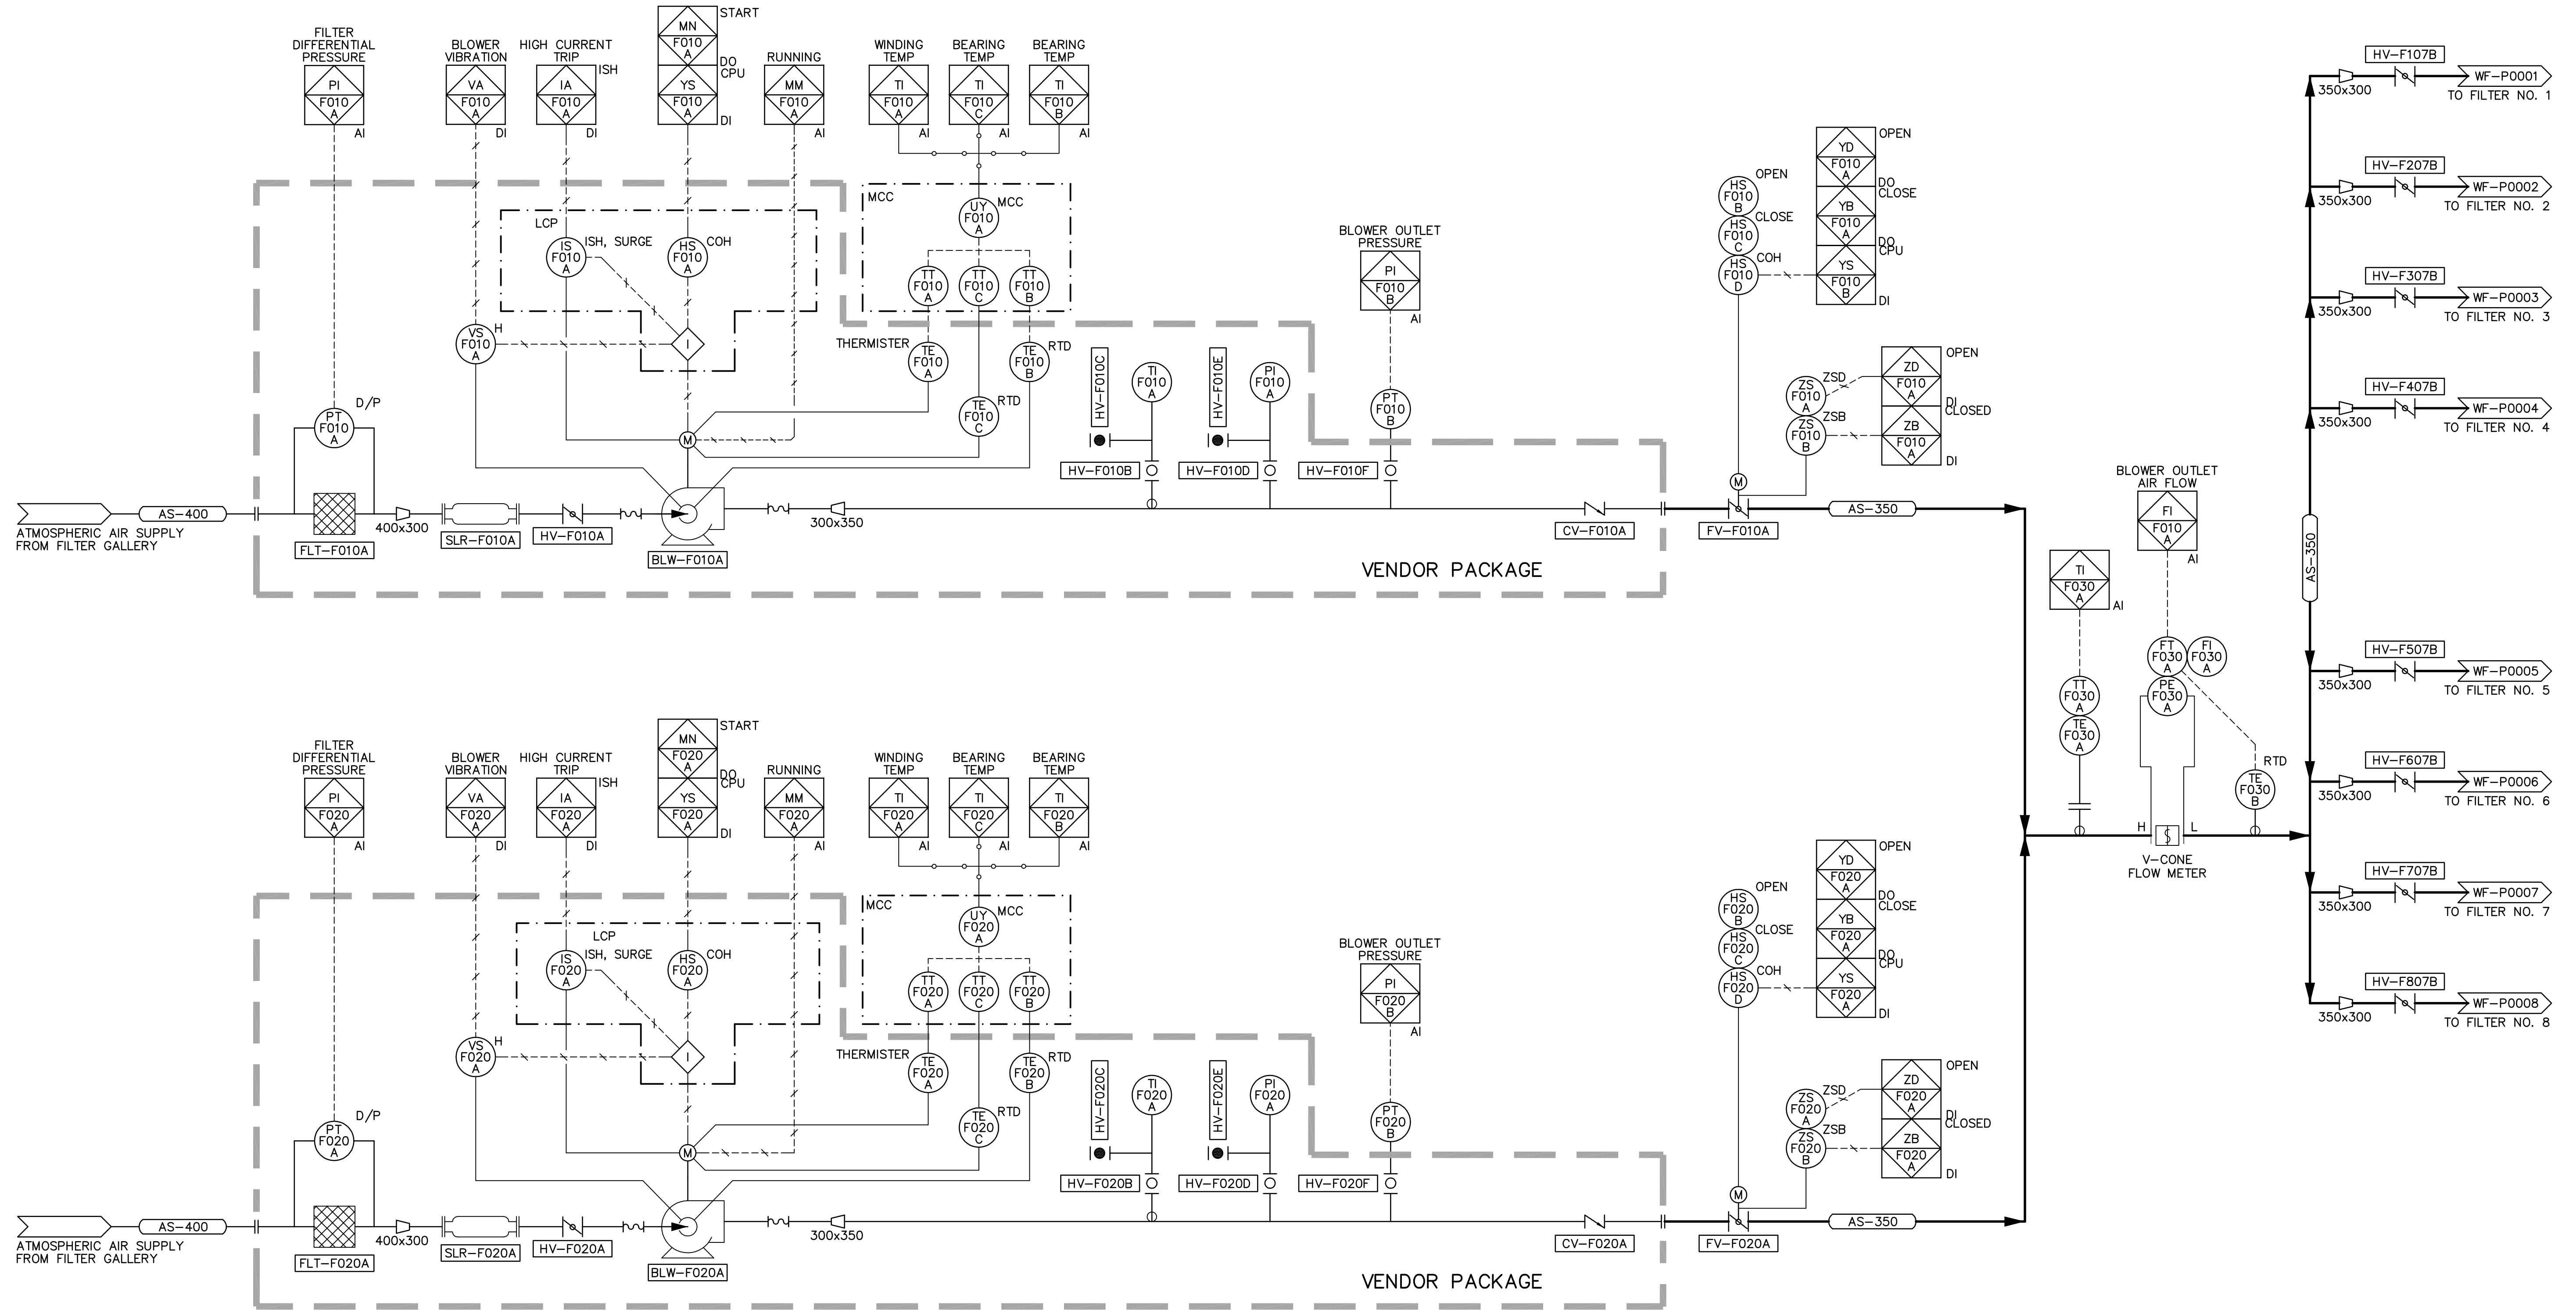 FILTER
DIFFERENTIAL
PRESSURE
PI
F010
A
AI
BLOWER
VIBRATION
VA
F010
A
DI
HIGH CURRENT
TRIP
ISH
IA
F010
A
DI
START
MN
F010
A
DO
CPU
YS
F010
A
DI
RUNNING
MM
F010
A
AI
WINDING
TEMP
TI
F010
A
AI
BEARING
TEMP
TI
F010
C
AI
BEARING
TEMP
TI
F010
B
AI
LCP
IS
F010
A
ISH, SURGE
HS
F010
A
COH
VS
F010
A
H
I
MCC
UY
F010
A
MCC
TT
F010
A
TT
F010
C
TT
F010
B
THERMISTER
TE
F010
A
TE
F010
B
RTD
TE
F010
C
RTD
M
PT
F010
A
D/P
HV-F010C
TI
F010
A
HV-F010E
PI
F010
A
BLOWER OUTLET
PRESSURE
PI
F010
B
AI
PT
F010
B
HV-F010B
HV-F010D
HV-F010F
OPEN
HS
F010
B
CLOSE
HS
F010
C
COH
HS
F010
D
OPEN
YD
F010
A
DO
CLOSE
YB
F010
A
DO
CPU
YS
F010
B
DI
ZSD
ZS
F010
A
ZSB
ZS
F010
B
OPEN
ZD
F010
A
DI
CLOSED
ZB
F010
A
DI
M
AS-400
ATMOSPHERIC AIR SUPPLY
FROM FILTER GALLERY
FLT-F010A
400x300
SLR-F010A
HV-F010A
BLW-F010A
300x350
CV-F010A
FV-F010A
AS-350
VENDOR PACKAGE
FILTER
DIFFERENTIAL
PRESSURE
PI
F020
A
AI
BLOWER
VIBRATION
VA
F020
A
DI
HIGH CURRENT
TRIP
ISH
IA
F020
A
DI
START
MN
F020
A
DO
CPU
YS
F020
A
DI
RUNNING
MM
F020
A
AI
WINDING
TEMP
TI
F020
A
AI
BEARING
TEMP
TI
F020
C
AI
BEARING
TEMP
TI
F020
B
AI
LCP
IS
F020
A
ISH, SURGE
HS
F020
A
COH
VS
F020
A
H
I
MCC
UY
F020
A
MCC
TT
F020
A
TT
F020
C
TT
F020
B
THERMISTER
TE
F020
A
TE
F020
B
RTD
TE
F020
C
RTD
M
PT
F020
A
D/P
HV-F020C
TI
F020
A
HV-F020E
PI
F020
A
BLOWER OUTLET
PRESSURE
PI
F020
B
AI
PT
F020
B
HV-F020B
HV-F020D
HV-F020F
OPEN
HS
F020
B
CLOSE
HS
F020
C
COH
HS
F020
D
OPEN
YD
F020
A
DO
CLOSE
YB
F020
A
DO
CPU
YS
F020
A
DI
ZSD
ZS
F020
A
ZSB
ZS
F020
B
OPEN
ZD
F020
A
DI
CLOSED
ZB
F020
A
DI
M
AS-400
ATMOSPHERIC AIR SUPPLY
FROM FILTER GALLERY
FLT-F020A
400x300
SLR-F020A
HV-F020A
BLW-F020A
300x350
CV-F020A
FV-F020A
AS-350
VENDOR PACKAGE
TI
F030
A
AI
TT
F030
A
TE
F030
A
BLOWER OUTLET
AIR FLOW
FI
F010
A
AI
FT
F030
A
FI
F030
A
PE
F030
A
RTD
TE
F030
B
H
S
L
V-CONE
FLOW METER
AS-350
HV-F107B
350x300
WF-P0001
TO FILTER NO. 1
HV-F207B
350x300
WF-P0002
TO FILTER NO. 2
HV-F307B
350x300
WF-P0003
TO FILTER NO. 3
HV-F407B
350x300
WF-P0004
TO FILTER NO. 4
HV-F507B
350x300
WF-P0005
TO FILTER NO. 5
HV-F607B
350x300
WF-P0006
TO FILTER NO. 6
HV-F707B
350x300
WF-P0007
TO FILTER NO. 7
HV-F807B
350x300
WF-P0008
TO FILTER NO. 8